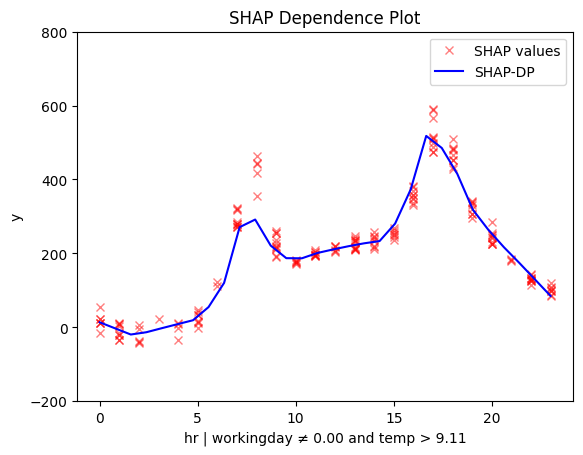 SHAP Dependence Plot
SHAP values
SHAP-DP
800
600
400
200
0
−200
y
0 5 10 15 20
hr | workingday ≠ 0.00 and temp > 9.11